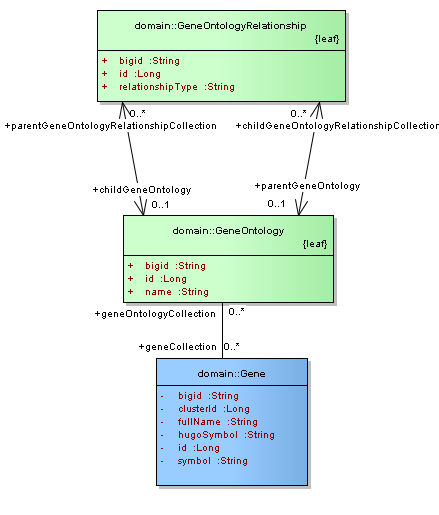 domain::GeneOntologyRelationship
{leaf}
+ bigid :String
+ id :Long
+ relationshipType :String
0..* 0..*
+parentGeneOntologyRelationshipCollection +childGeneOntologyRelationshipCollection
+parentGeneOntology
+childGeneOntology
0..1 0..1
domain::GeneOntology
{leaf}
+ bigid :String
+ id :Long
+ name :String
+geneOntologyCollection 0..*
+geneCollection 0..*
domain::Gene
- bigid :String
- clusterId :Long
- fullName :String
- hugoSymbol :String
- id :Long
- symbol :String